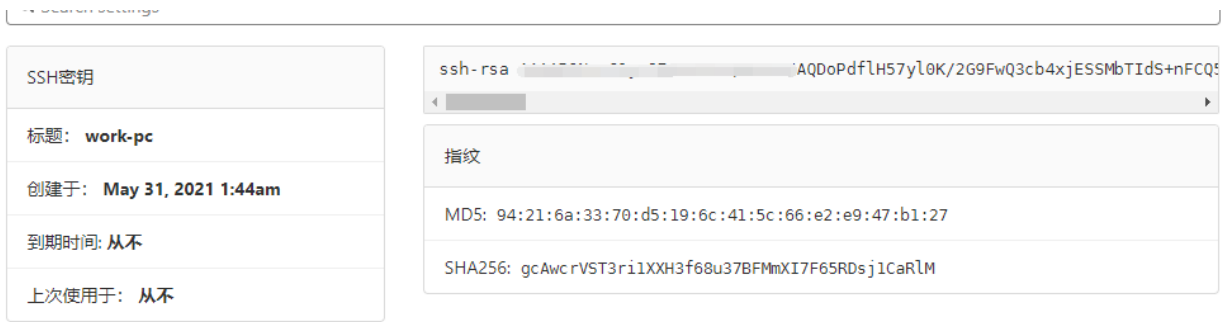 SSH密钥
标题： work-pc
创建于： May 31, 2021 1:44am
到期时间: 从不
上次使用于： 从不
ssh-rsa
AQDoPdflH57yl0K/2G9FwQ3cb4xjESSMbTIdS+nFCQ5
指纹
MD5: 94:21:6a:33:70:d5:19:6c:41:5c:66:e2:e9:47:b1:27
SHA256: gcAwcrVST3ri1XXH3f68u37BFMmXI7F65RDsj1CaRlM